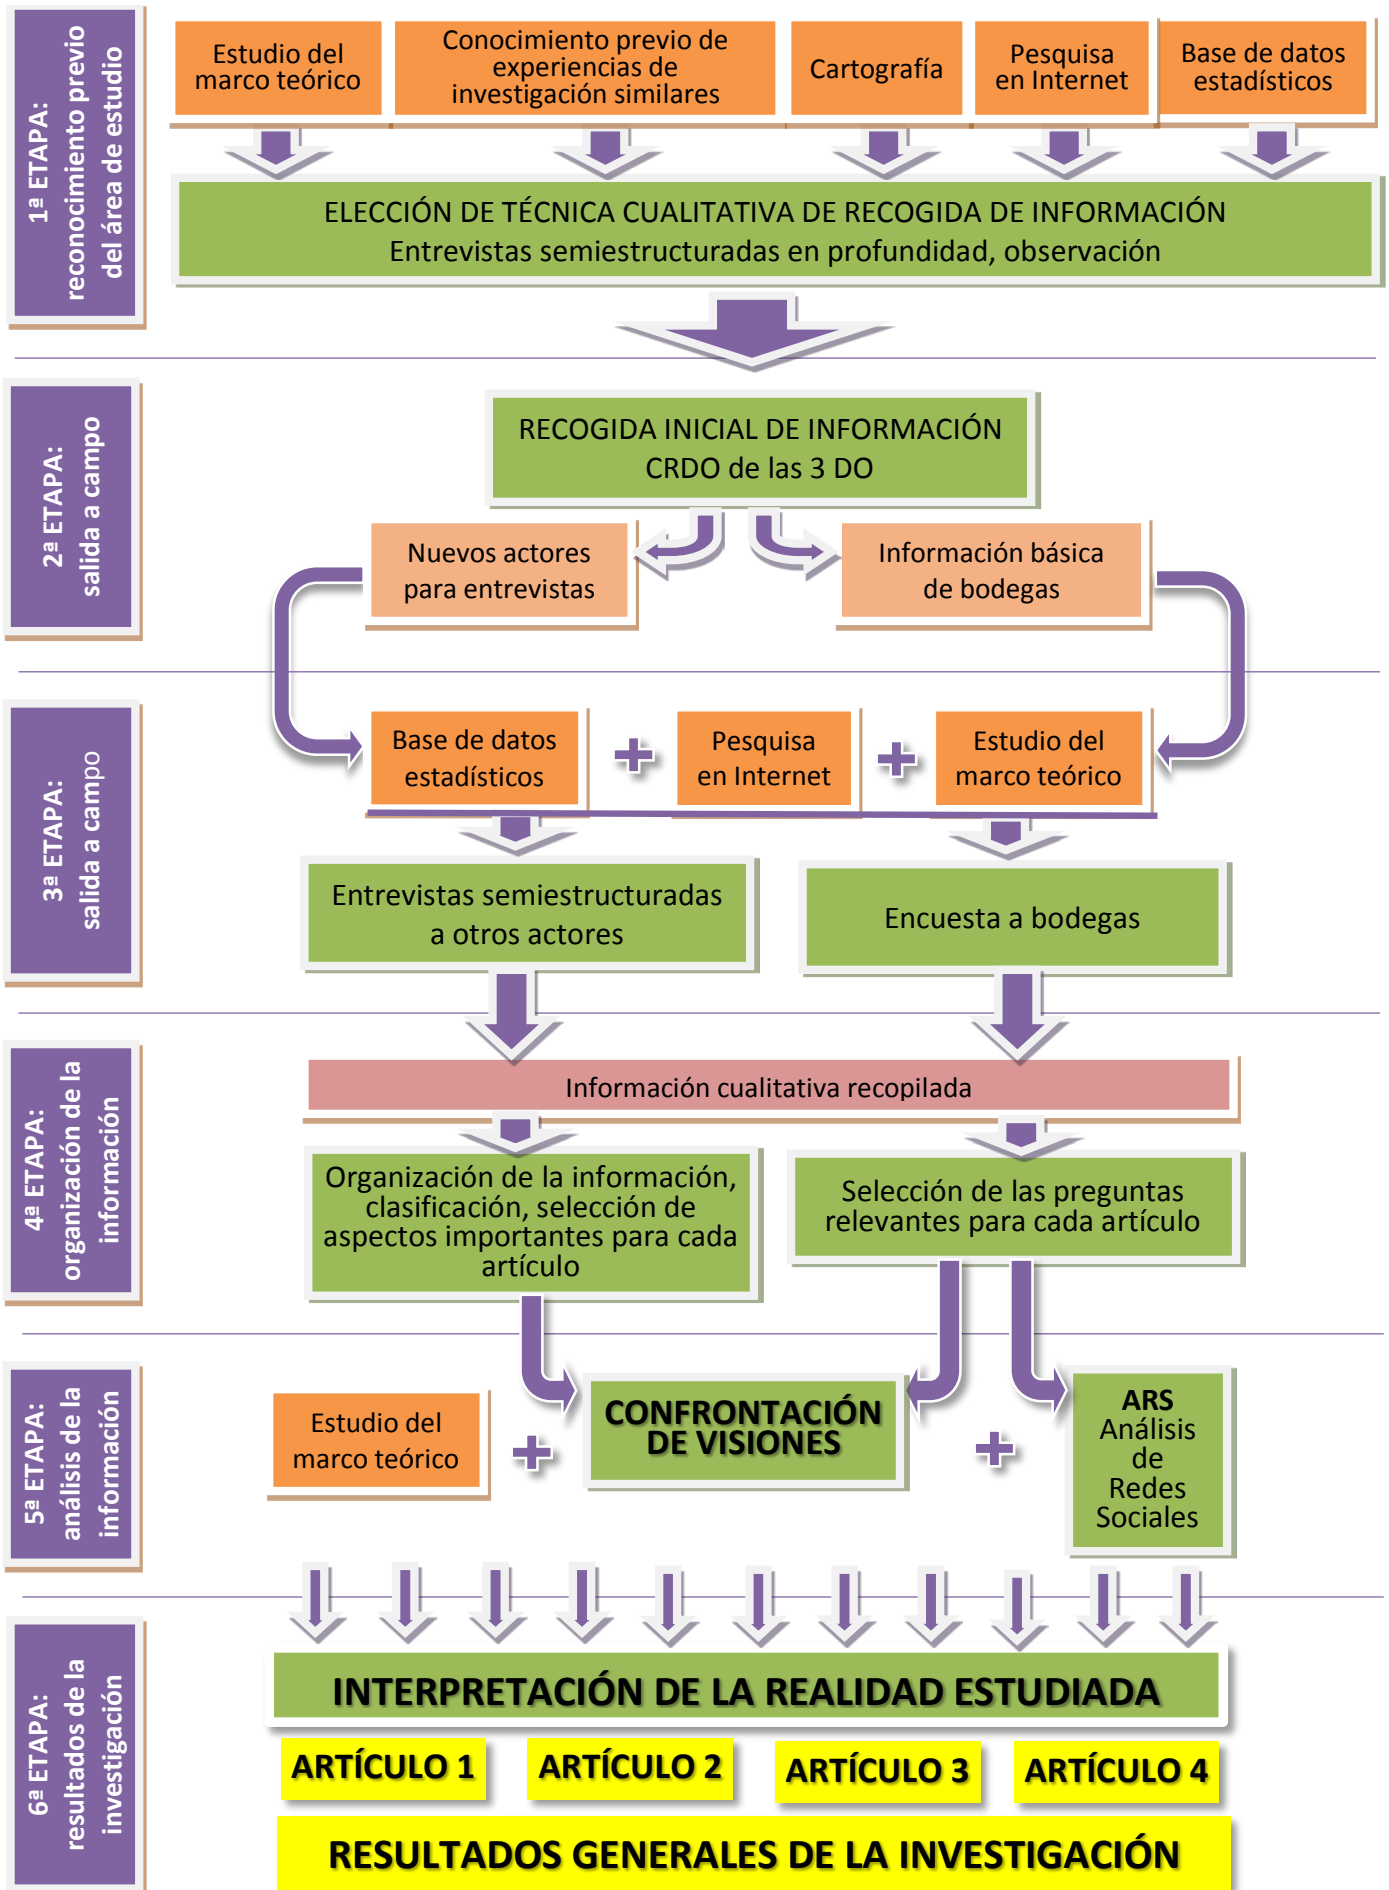 1ª ETAPA:
reconocimiento previo
del área de estudio
Estudio del
marco teórico
Conocimiento previo de
experiencias de
investigación similares
Cartografía
Pesquisa
en Internet
Base de datos
estadísticos
ELECCIÓN DE TÉCNICA CUALITATIVA DE RECOGIDA DE INFORMACIÓN
Entrevistas semiestructuradas en profundidad, observación
2ª ETAPA:
salida a campo
RECOGIDA INICIAL DE INFORMACIÓN
CRDO de las 3 DO
Nuevos actores
para entrevistas
Información básica
de bodegas
3ª ETAPA:
salida a campo
Base de datos
estadísticos
Pesquisa
en Internet
Estudio del
marco teórico
Entrevistas semiestructuradas
a otros actores
Encuesta a bodegas
4ª ETAPA:
organización de la
información
Información cualitativa recopilada
Organización de la información,
clasificación, selección de
aspectos importantes para cada
artículo
Selección de las preguntas
relevantes para cada artículo
5ª ETAPA:
análisis de la
información
Estudio del
marco teórico
CONFRONTACIÓN
DE VISIONES
ARS
Análisis
de
Redes
Sociales
6ª ETAPA:
resultados de la
investigación
INTERPRETACIÓN DE LA REALIDAD ESTUDIADA
ARTÍCULO 1
ARTÍCULO 2
ARTÍCULO 3
ARTÍCULO 4
RESULTADOS GENERALES DE LA INVESTIGACIÓN